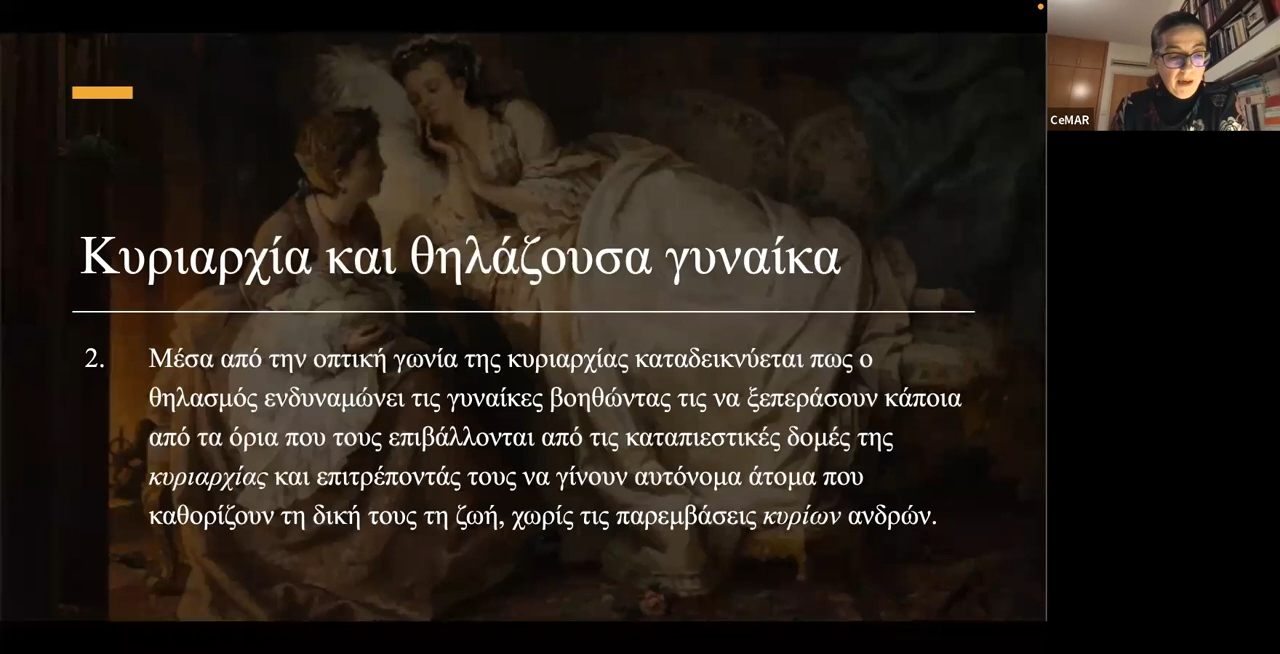 Κυριαρχία και θηλάζουσα γυναίκα
2. Μέσα από την οπτική γωνία της κυριαρχίας καταδεικνύεται πως ο
θηλασμός ενδυναμώνει τις γυναίκες βοηθώντας τις να ξεπεράσουν κάποια
από τα όρια που τους επιβάλλονται από τις καταπιεστικές δομές της
κυριαρχίας και επιτρέποντάς τους να γίνουν αυτόνομα άτομα που
καθορίζουν τη δική τους τη ζωή, χωρίς τις παρεμβάσεις κυρίων ανδρών.
CeMAR